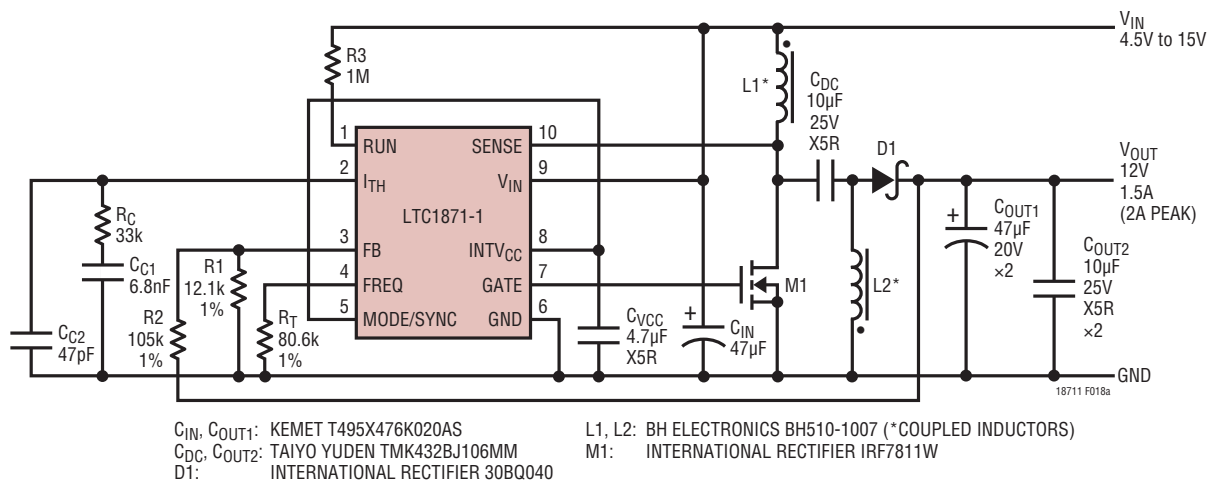 VIN
4.5V to 15V
R3
1M
L1*
CDC
10µF
25V
X5R
D1
VOUT
12V
1.5A
(2A PEAK)
1
RUN
SENSE
10
2
ITH
VIN
9
LTC1871-1
3
FB
INTVCC
8
4
FREQ
GATE
7
5
MODE/SYNC
GND
6
RC
33k
CC1
6.8nF
CC2
47pF
R1
12.1k
1%
R2
105k
1%
RT
80.6k
1%
CVCC
4.7µF
X5R
+
CIN
47µF
M1
L2*
+
COUT1
47µF
20V
×2
COUT2
10µF
25V
X5R
×2
GND
18711 F018a
CIN, COUT1: KEMET T495X476K020AS
CDC, COUT2: TAIYO YUDEN TMK432BJ106MM
D1: INTERNATIONAL RECTIFIER 30BQ040
L1, L2: BH ELECTRONICS BH510-1007 (*COUPLED INDUCTORS)
M1: INTERNATIONAL RECTIFIER IRF7811W